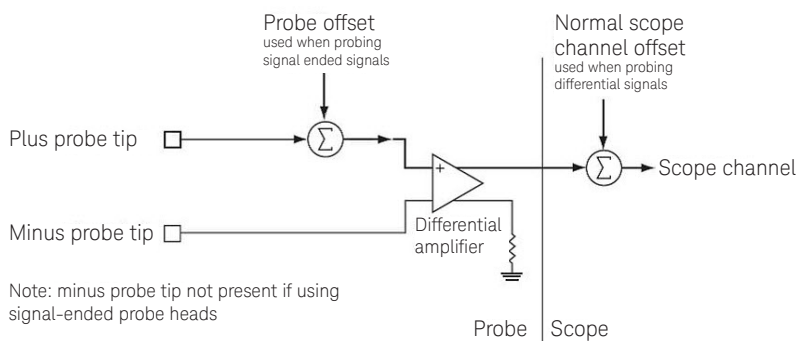 Probe offset
used when probing
signal ended signals
Normal scope
channel offset
used when probing
differential signals
Plus probe tip
Σ
Σ
Scope channel
+
Minus probe tip
Differential
amplifier
Note: minus probe tip not present if using
signal-ended probe heads
Probe
Scope